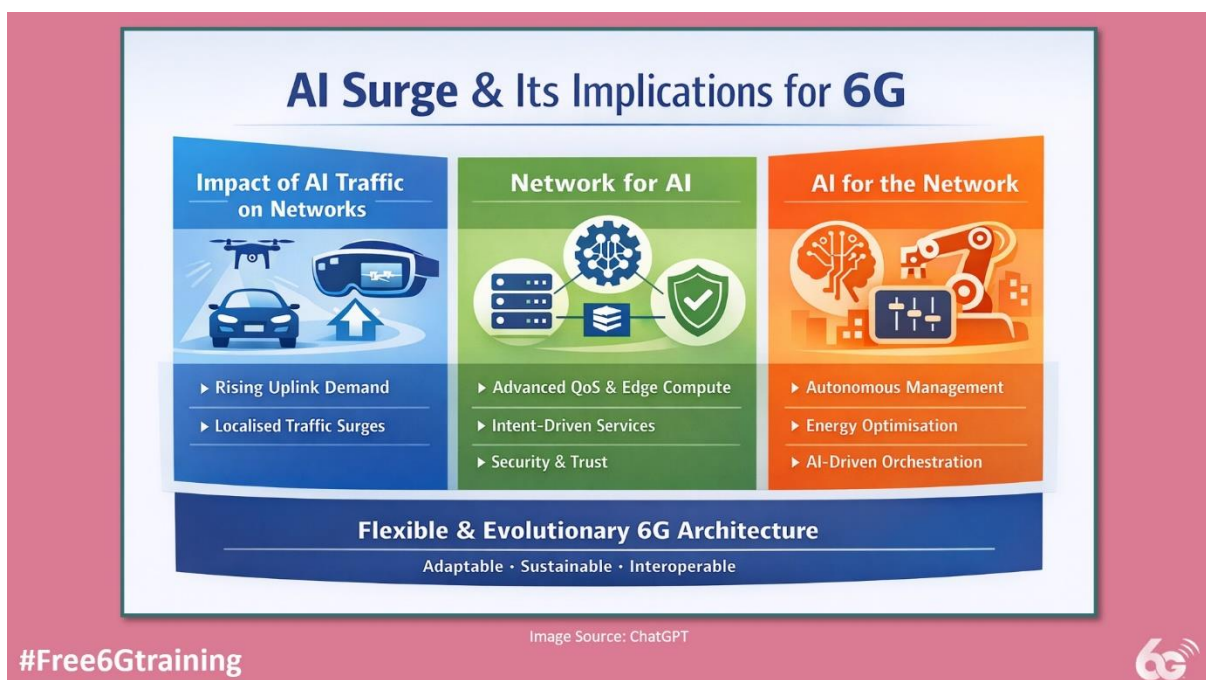 AI Surge & Its Implications for 6G
Impact of AI Traffic
on Networks
▸ Rising Uplink Demand
▸ Localised Traffic Surges
Network for AI
▸ Advanced QoS & Edge Compute
▸ Intent-Driven Services
▸ Security & Trust
AI for the Network
▸ Autonomous Management
▸ Energy Optimisation
▸ AI-Driven Orchestration
Flexible & Evolutionary 6G Architecture
Adaptable · Sustainable · Interoperable
Image Source: ChatGPT
#Free6Gtraining
6G